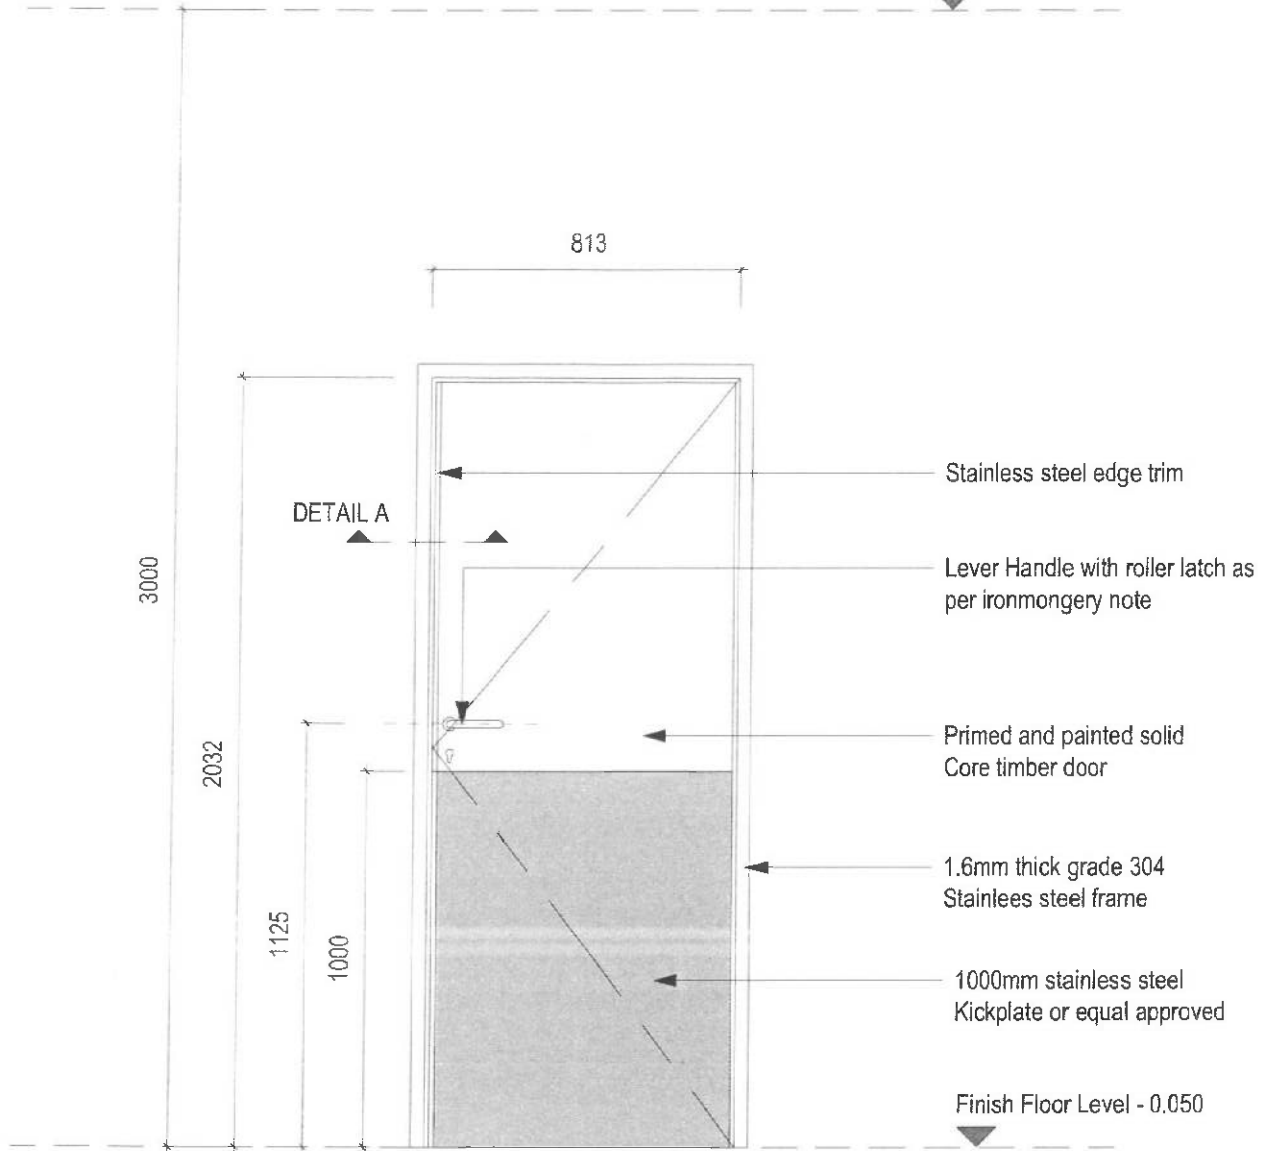 813
Stainless steel edge trim
DETAIL A
3000
Lever Handle with roller latch as
per ironmongery note
2032
Primed and painted solid
Core timber door
1125
1000
1.6mm thick grade 304
Stainlees steel frame
1000mm stainless steel
Kickplate or equal approved
Finish Floor Level - 0.050